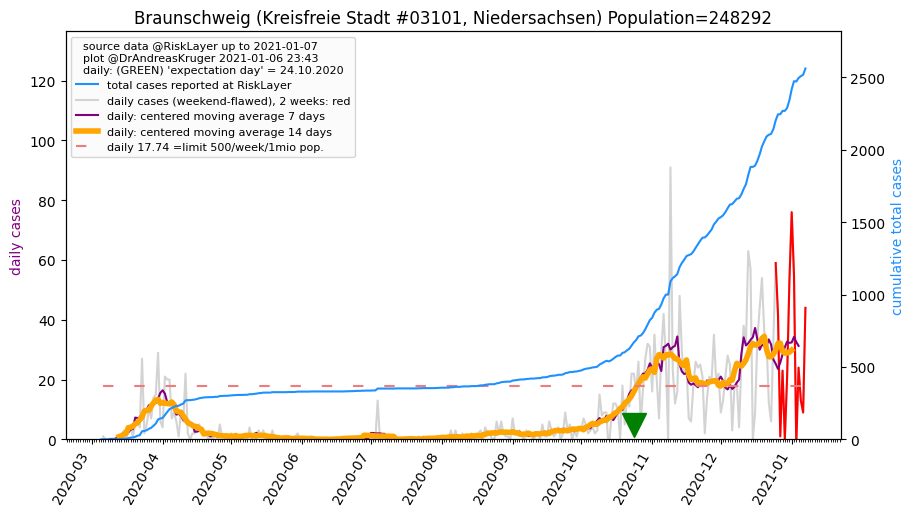 Braunschweig (Kreisfreie Stadt #03101, Niedersachsen) Population=248292
source data @RiskLayer up to 2021-01-07
plot @DrAndreasKruger 2021-01-06 23:43
daily: (GREEN) 'expectation day' = 24.10.2020
total cases reported at RiskLayer
daily cases (weekend-flawed), 2 weeks: red
daily: centered moving average 7 days
daily: centered moving average 14 days
daily 17.74 =limit 500/week/1mio pop.
daily cases
120
100
80
60
40
20
0
cumulative total cases
2500
2000
1500
1000
500
0
2020-03
2020-04
2020-05
2020-06
2020-07
2020-08
2020-09
2020-10
2020-11
2020-12
2021-01